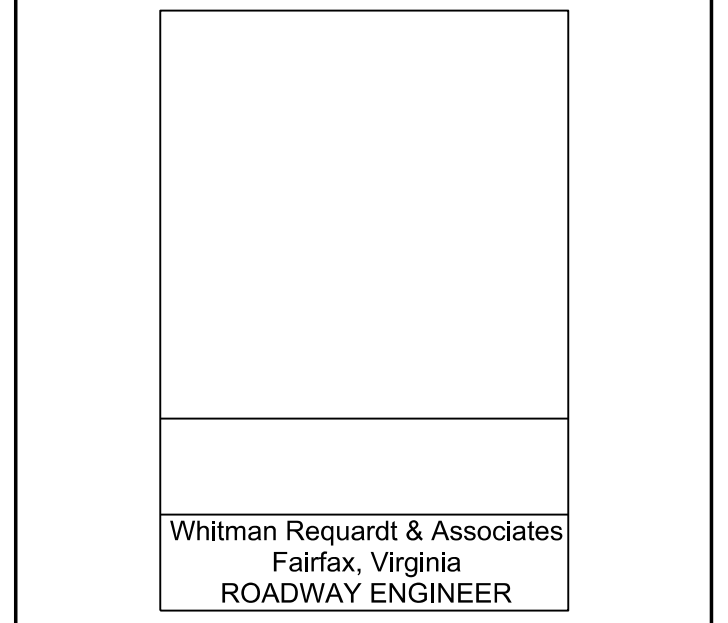 Whitman Requardt & Associates
Fairfax, Virginia
ROADWAY ENGINEER